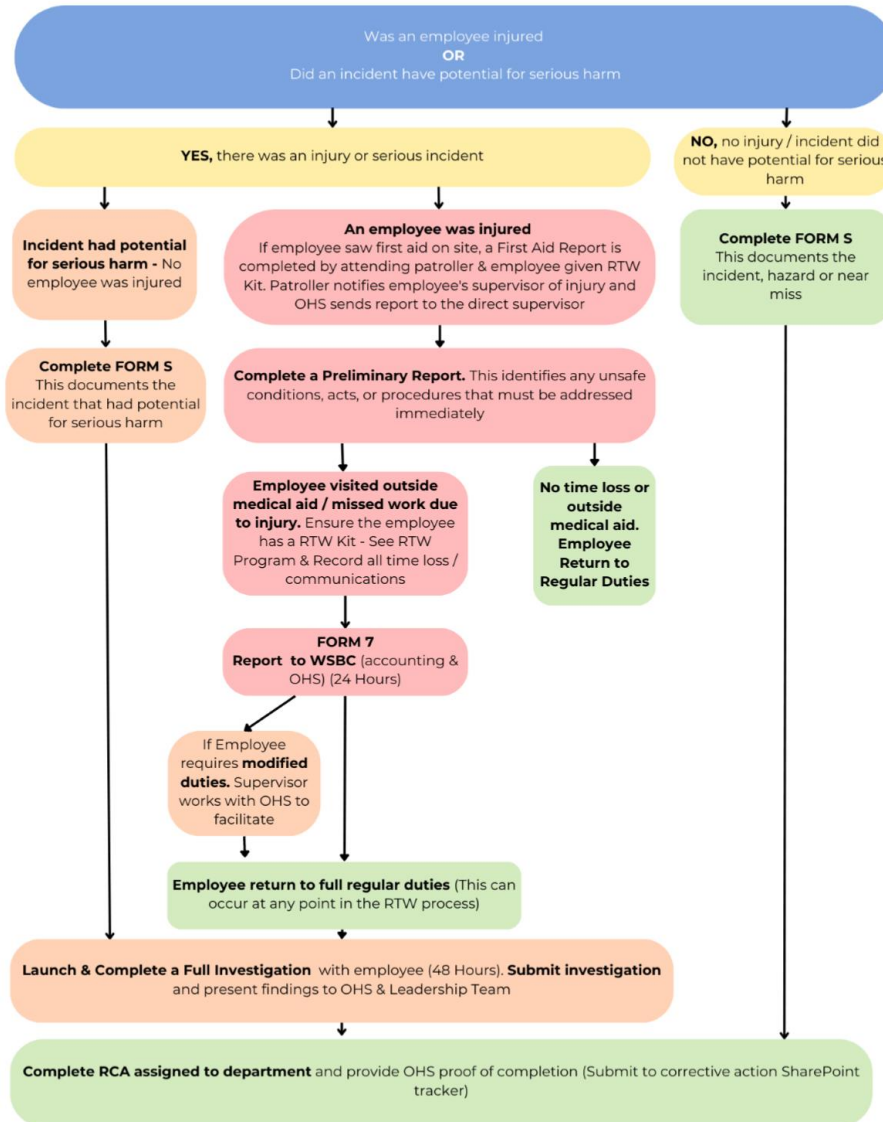 Was an employee injured
OR
Did an incident have potential for serious harm
YES, there was an injury or serious incident
NO, no injury / incident did
not have potential for serious
harm
Incident had potential
for serious harm - No
employee was injured
An employee was injured
If employee saw first aid on site, a First Aid Report is
completed by attending patroller & employee given RTW
Kit. Patroller notifies employee's supervisor of injury and
OHS sends report to the direct supervisor
Complete FORM S
This documents the
incident, hazard or near
miss
Complete FORM S
This documents the
incident that had potential
for serious harm
Complete a Preliminary Report. This identifies any unsafe
conditions, acts, or procedures that must be addressed
immediately
Employee visited outside
medical aid / missed work due
to injury. Ensure the employee
has a RTW Kit - See RTW
Program & Record all time loss /
communications
No time loss or
outside
medical aid.
Employee
Return to
Regular Duties
FORM 7
Report to WSBC (accounting &
OHS) (24 Hours)
If Employee
requires modified
duties. Supervisor
works with OHS to
facilitate
Employee return to full regular duties (This can
occur at any point in the RTW process)
Launch & Complete a Full Investigation with employee (48 Hours). Submit investigation
and present findings to OHS & Leadership Team
Complete RCA assigned to department and provide OHS proof of completion (Submit to corrective action SharePoint
tracker)